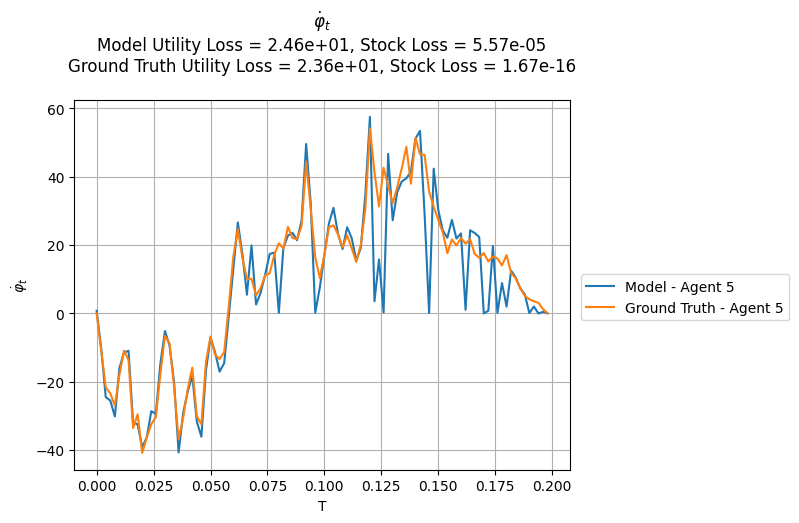 φ̇ₜ
Model Utility Loss = 2.46e+01, Stock Loss = 5.57e-05
Ground Truth Utility Loss = 2.36e+01, Stock Loss = 1.67e-16
60
40
20
0
−20
−40
φ̇ₜ
0.000 0.025 0.050 0.075 0.100 0.125 0.150 0.175 0.200
T
Model - Agent 5
Ground Truth - Agent 5